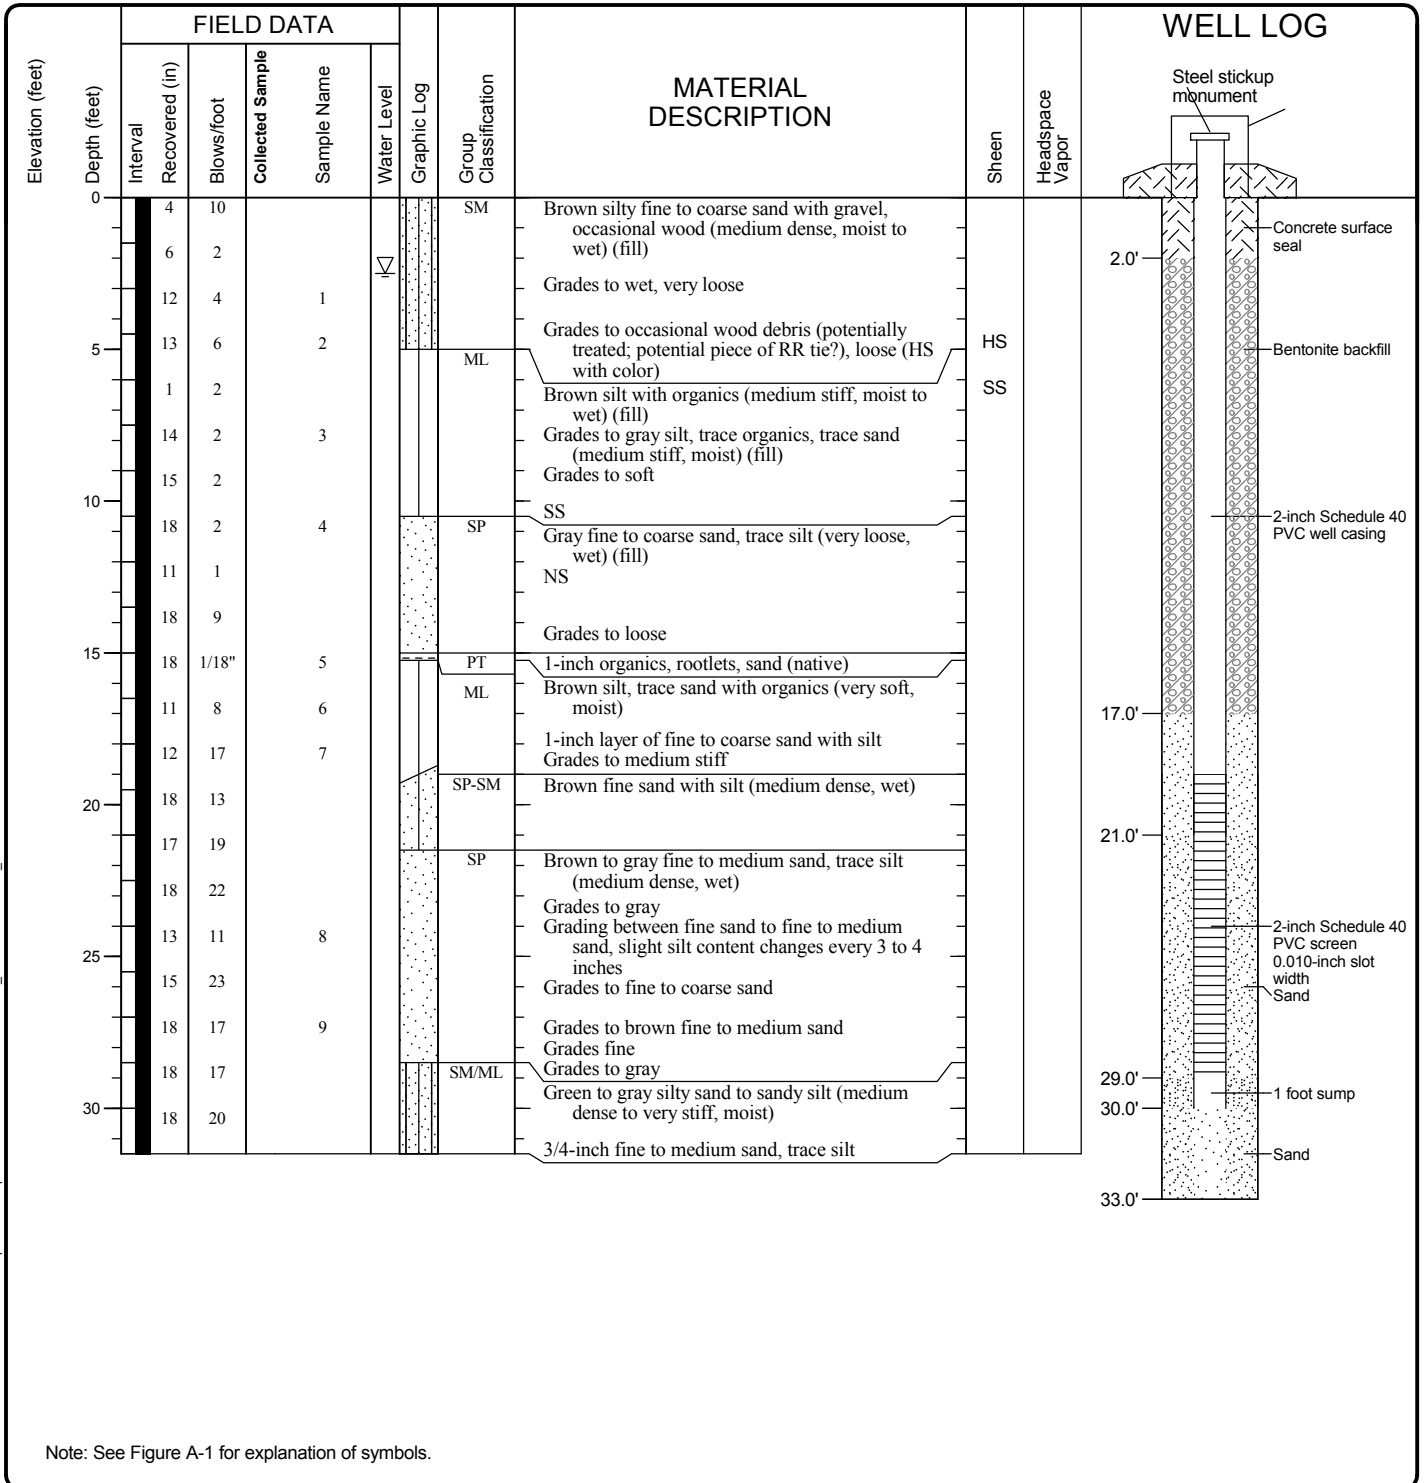 FIELD DATA
WELL LOG
Elevation (feet)
Depth (feet)
Interval
Recovered (in)
Blows/foot
Collected Sample
Sample Name
Water Level
Graphic Log
Group
Classification
MATERIAL
DESCRIPTION
Sheen
Headspace
Vapor
Steel stickup
monument
0
4 10 SM
Brown silty fine to coarse sand with gravel,
occasional wood (medium dense, moist to
wet) (fill)
Concrete surface
seal
6 2
2.0'
Grades to wet, very loose
12 4 1
Grades to occasional wood debris (potentially
treated; potential piece of RR tie?), loose (HS
with color)
13 6 2
HS
5
ML
Bentonite backfill
1 2
SS
Brown silt with organics (medium stiff, moist to
wet) (fill)
14 2 3
Grades to gray silt, trace organics, trace sand
(medium stiff, moist) (fill)
15 2
Grades to soft
10
SS
18 2 4 SP
Gray fine to coarse sand, trace silt (very loose,
wet) (fill)
2-inch Schedule 40
PVC well casing
11 1
NS
18 9
Grades to loose
15
18 1/18" 5 PT
1-inch organics, rootlets, sand (native)
ML
Brown silt, trace sand with organics (very soft,
moist)
11 8 6
17.0'
1-inch layer of fine to coarse sand with silt
12 17 7
Grades to medium stiff
SP-SM
Brown fine sand with silt (medium dense, wet)
18 13
20
21.0'
17 19
SP
Brown to gray fine to medium sand, trace silt
(medium dense, wet)
18 22
Grades to gray
Grading between fine sand to fine to medium
sand, slight silt content changes every 3 to 4
inches
13 11 8
2-inch Schedule 40
PVC screen
0.010-inch slot
width
Sand
25
15 23
Grades to fine to coarse sand
18 17 9
Grades to brown fine to medium sand
Grades fine
18 17 SM/ML
Grades to gray
29.0'
Green to gray silty sand to sandy silt (medium
dense to very stiff, moist)
1 foot sump
30
30.0'
18 20
3/4-inch fine to medium sand, trace silt
Sand
33.0'
Note: See Figure A-1 for explanation of symbols.